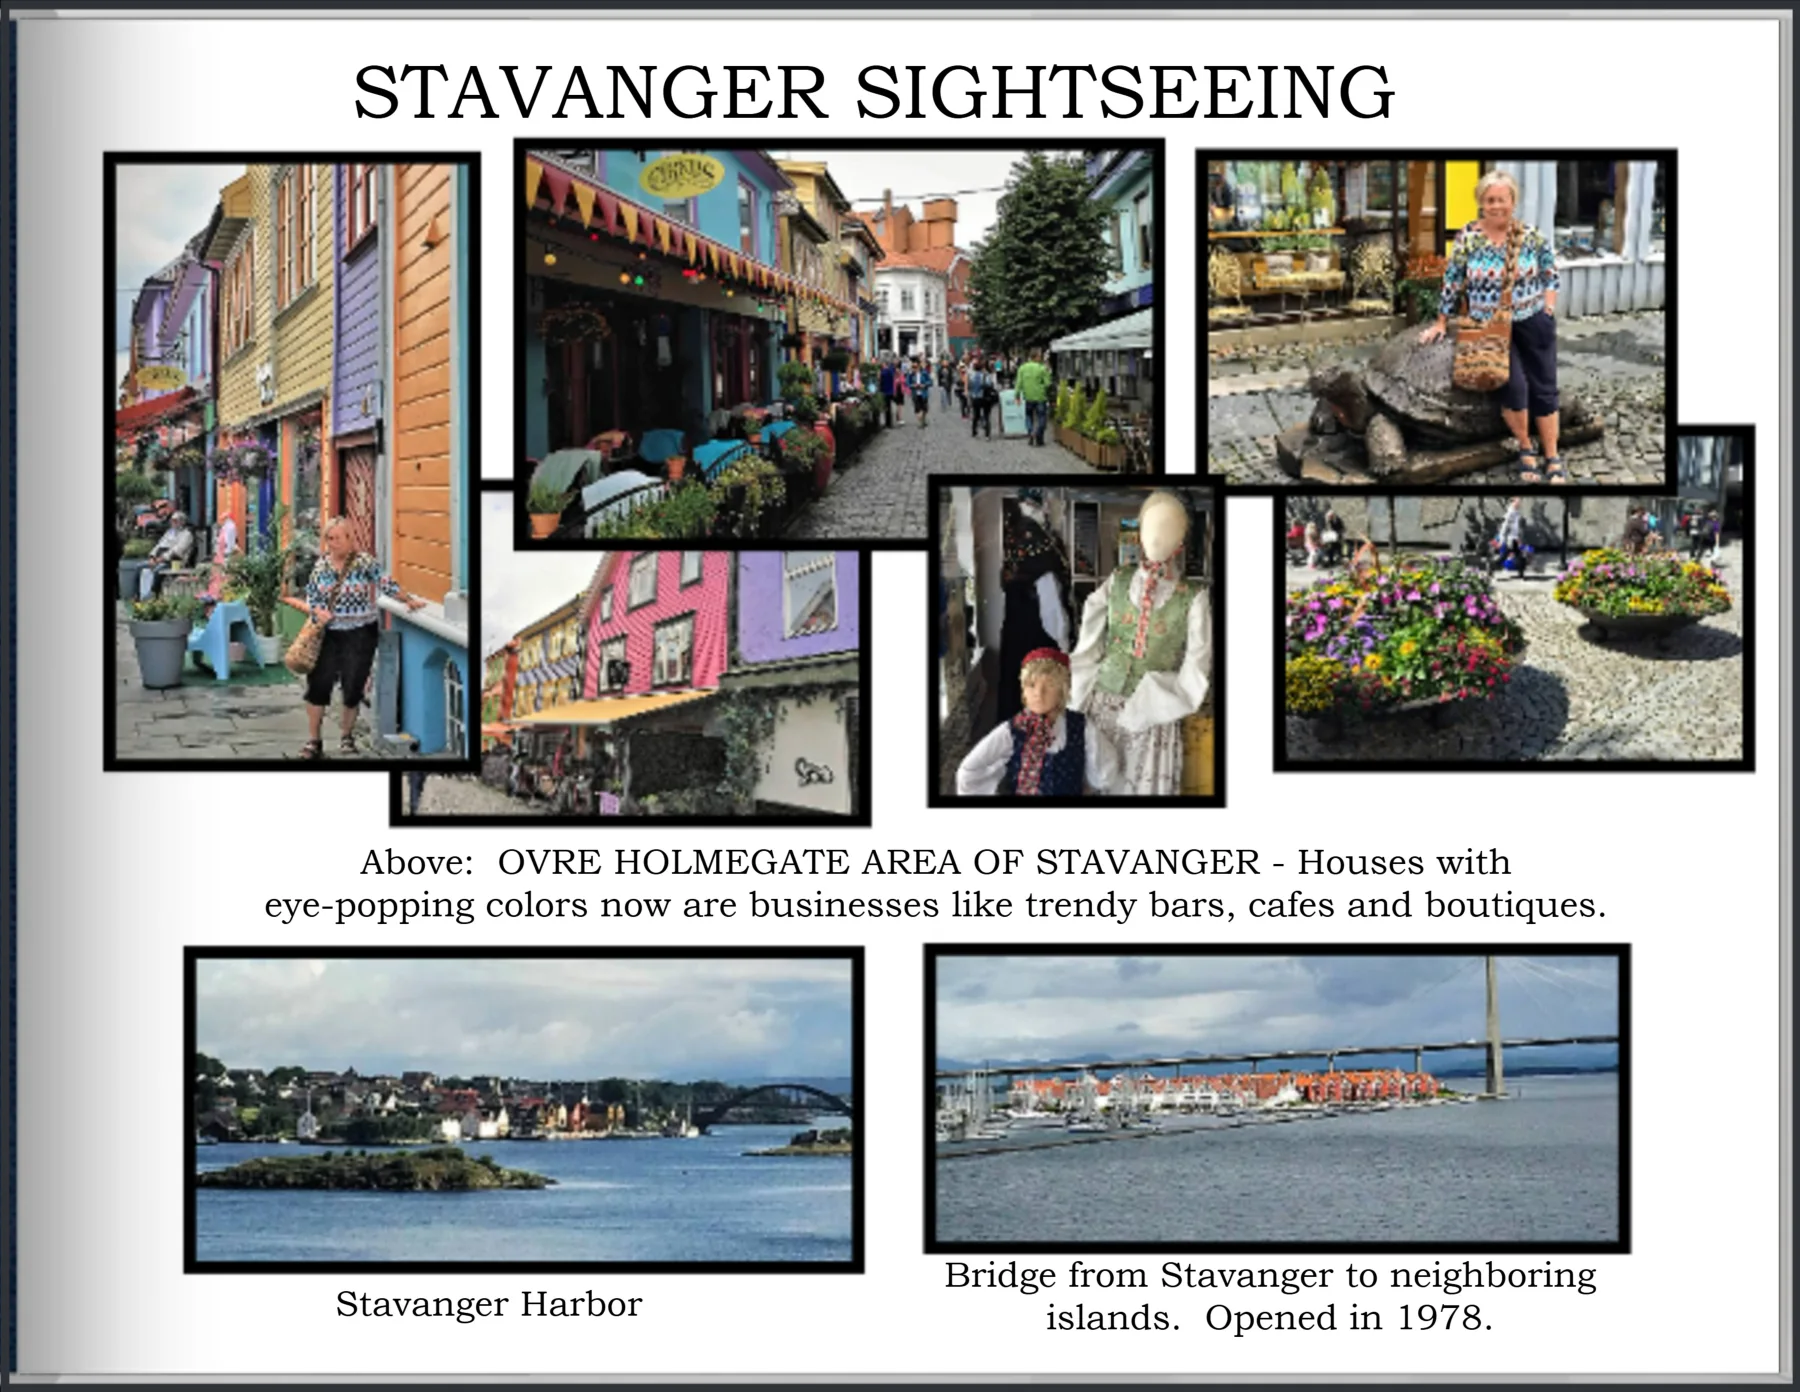 STAVANGER SIGHTSEEING
Above: OVRE HOLMEGATE AREA OF STAVANGER - Houses with
eye-popping colors now are businesses like trendy bars, cafes and boutiques.
Stavanger Harbor
Bridge from Stavanger to neighboring
islands. Opened in 1978.